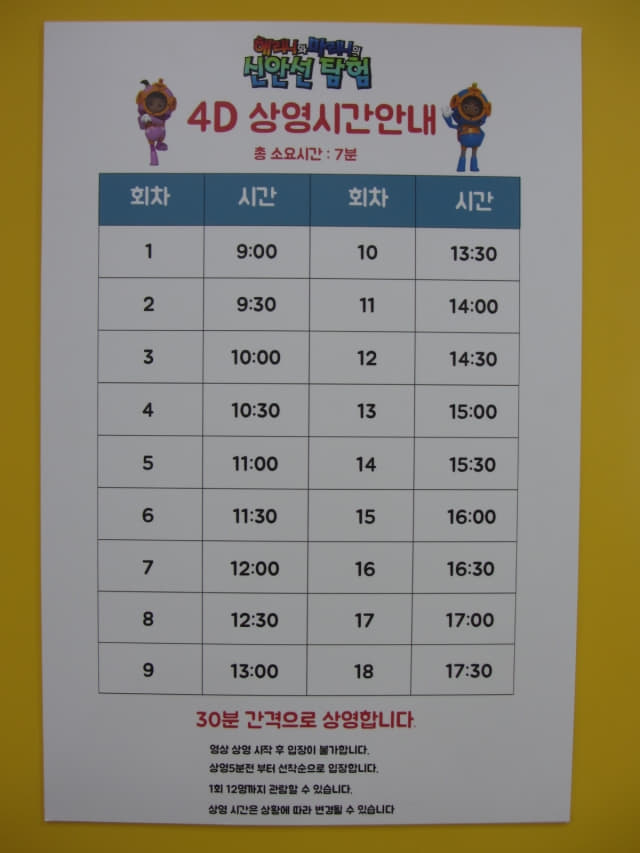 해리니와 마리니의
신안선 탐험
4D 상영시간안내
총 소요시간 : 7분
회차 시간 회차 시간
1 9:00 10 13:30
2 9:30 11 14:00
3 10:00 12 14:30
4 10:30 13 15:00
5 11:00 14 15:30
6 11:30 15 16:00
7 12:00 16 16:30
8 12:30 17 17:00
9 13:00 18 17:30
30분 간격으로 상영합니다.
영상 상영 시작 후 입장이 불가합니다.
상영5분전 부터 선착순으로 입장합니다.
1회 12명까지 관람할 수 있습니다.
상영 시간은 상황에 따라 변경될 수 있습니다